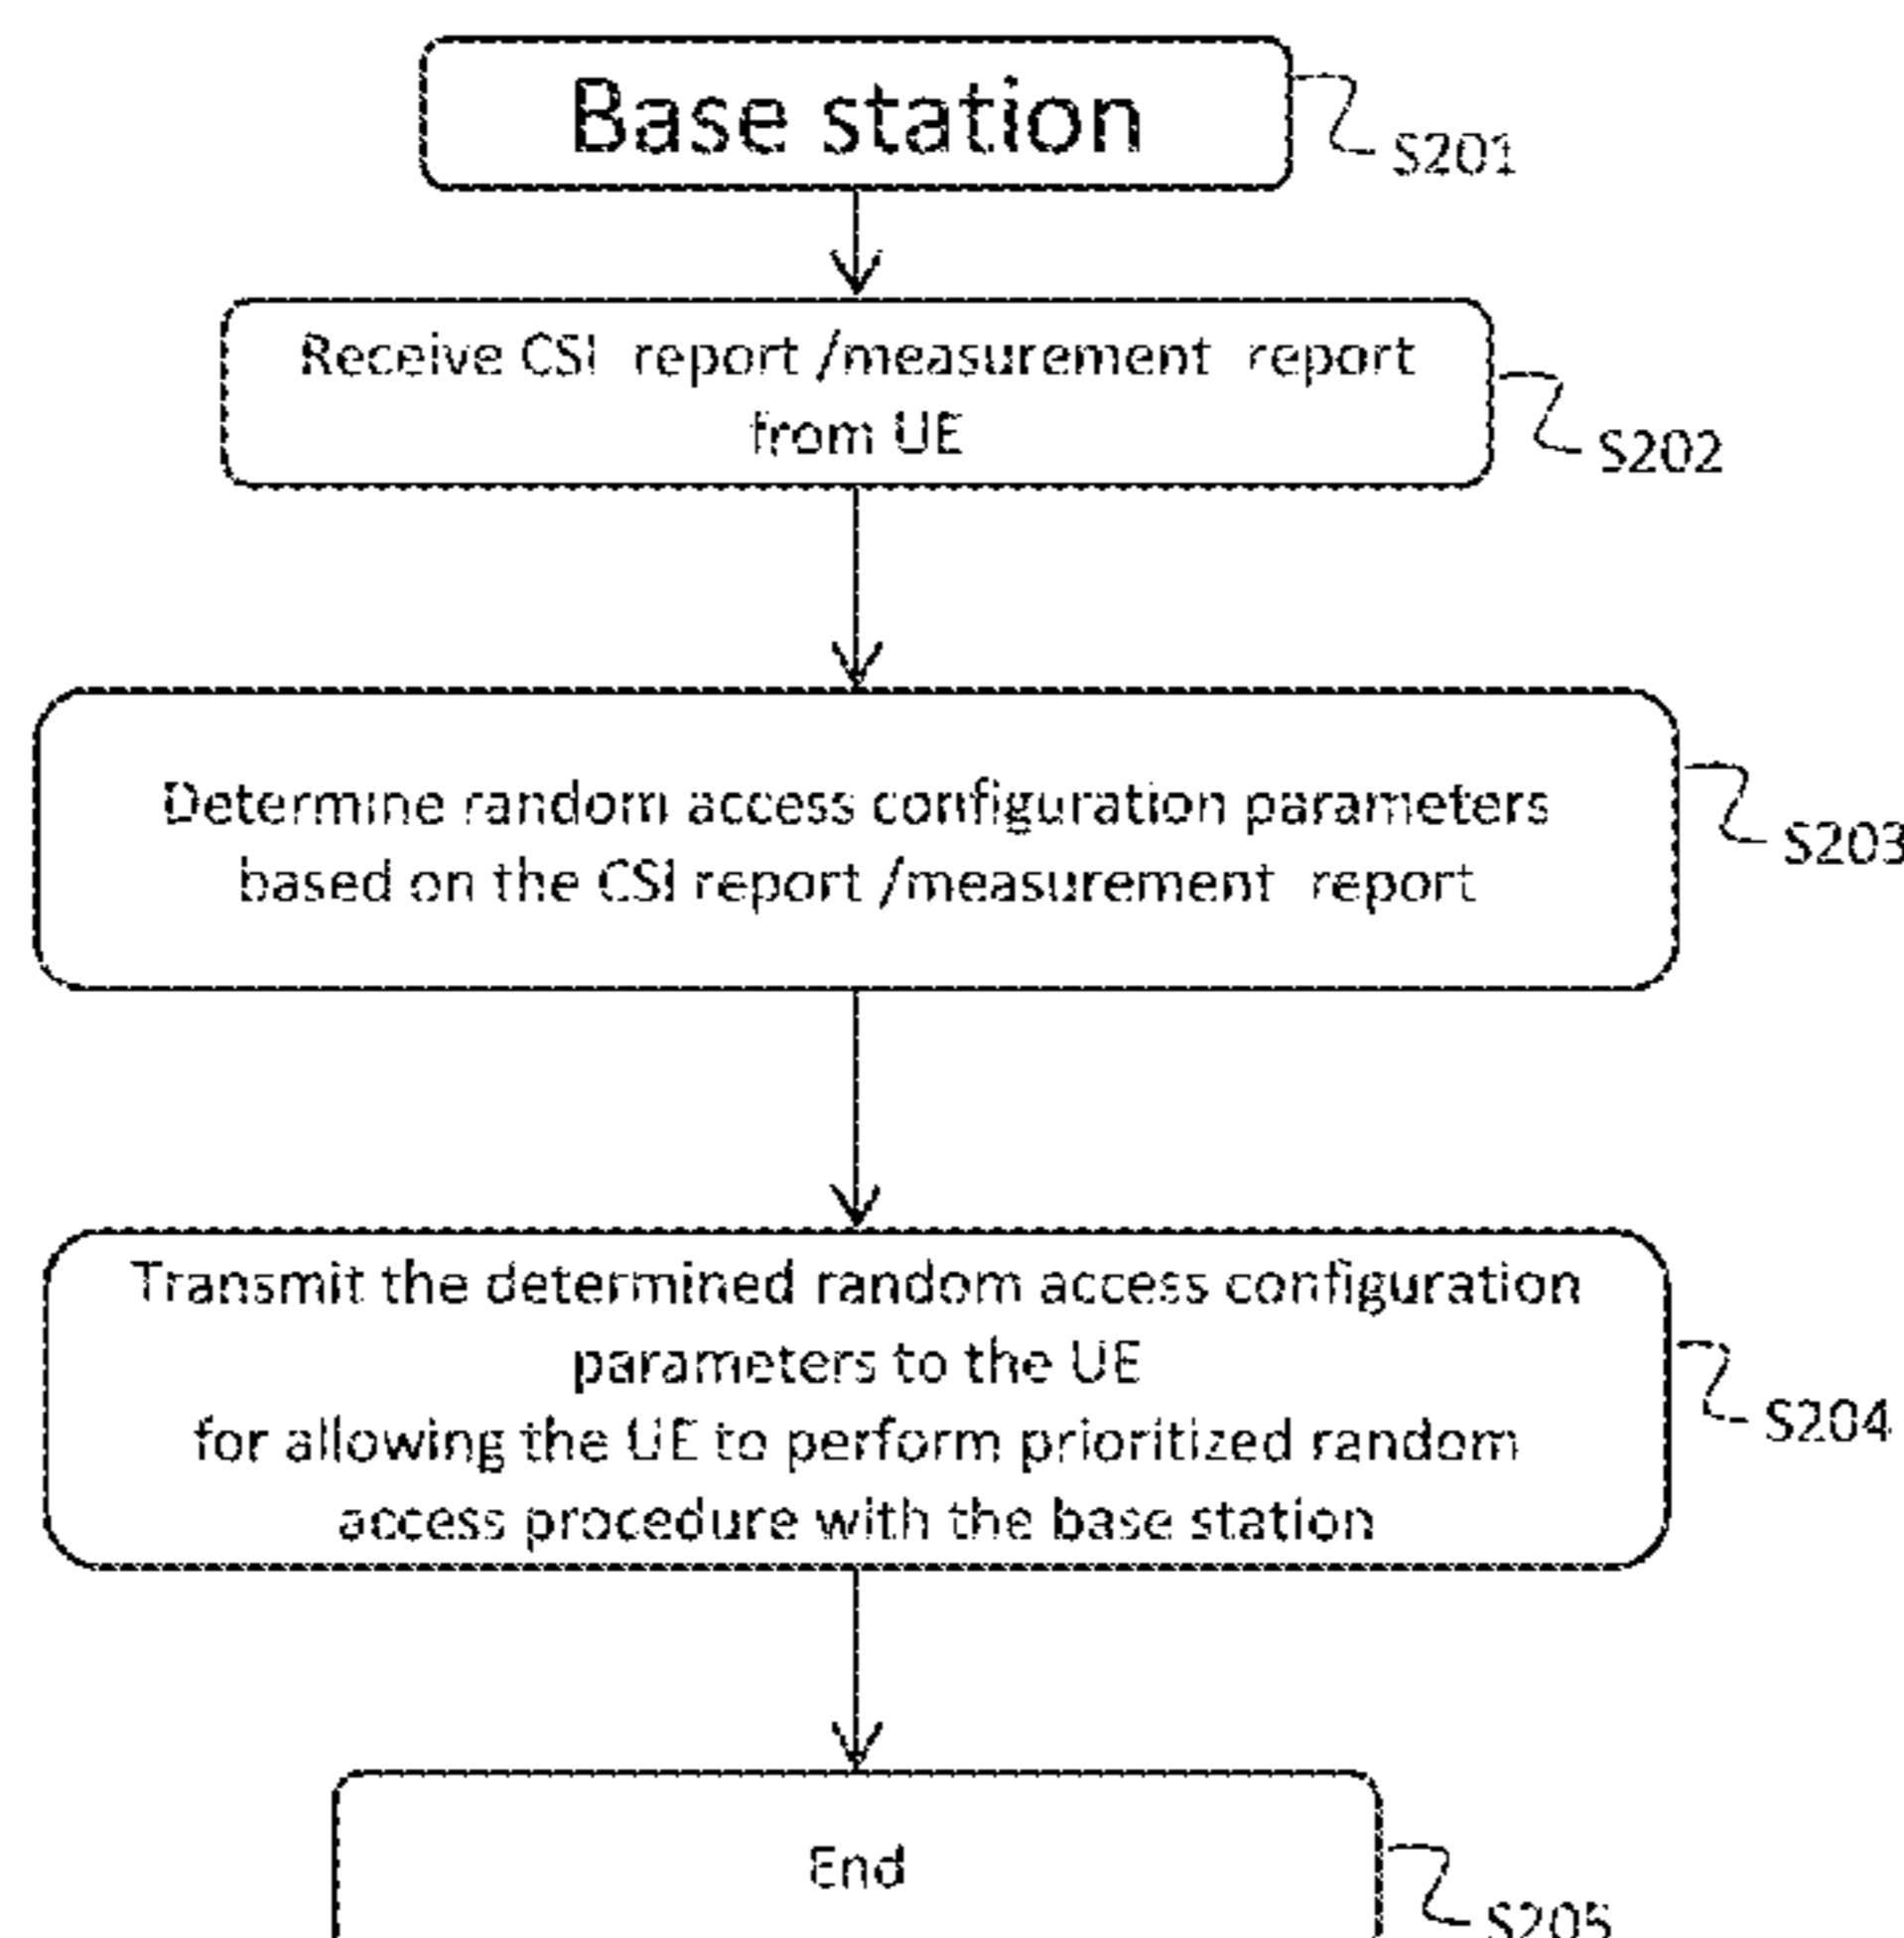 Base station
S201
Receive CSI report /measurement report
from UE
S202
Determine random access configuration parameters
based on the CSI report /measurement report
S203
Transmit the determined random access configuration
parameters to the UE
for allowing the UE to perform prioritized random
access procedure with the base station
S204
End
S205